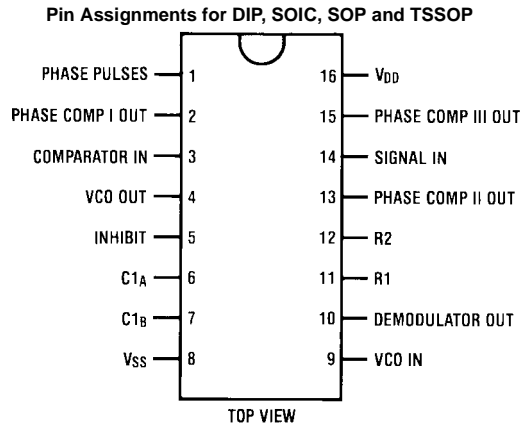 Pin Assignments for DIP, SOIC, SOP and TSSOP
PHASE PULSES 1 16 VDD
PHASE COMP I OUT 2 15 PHASE COMP III OUT
COMPARATOR IN 3 14 SIGNAL IN
VCO OUT 4 13 PHASE COMP II OUT
INHIBIT 5 12 R2
C1A 6 11 R1
C1B 7 10 DEMODULATOR OUT
VSS 8 9 VCO IN
TOP VIEW